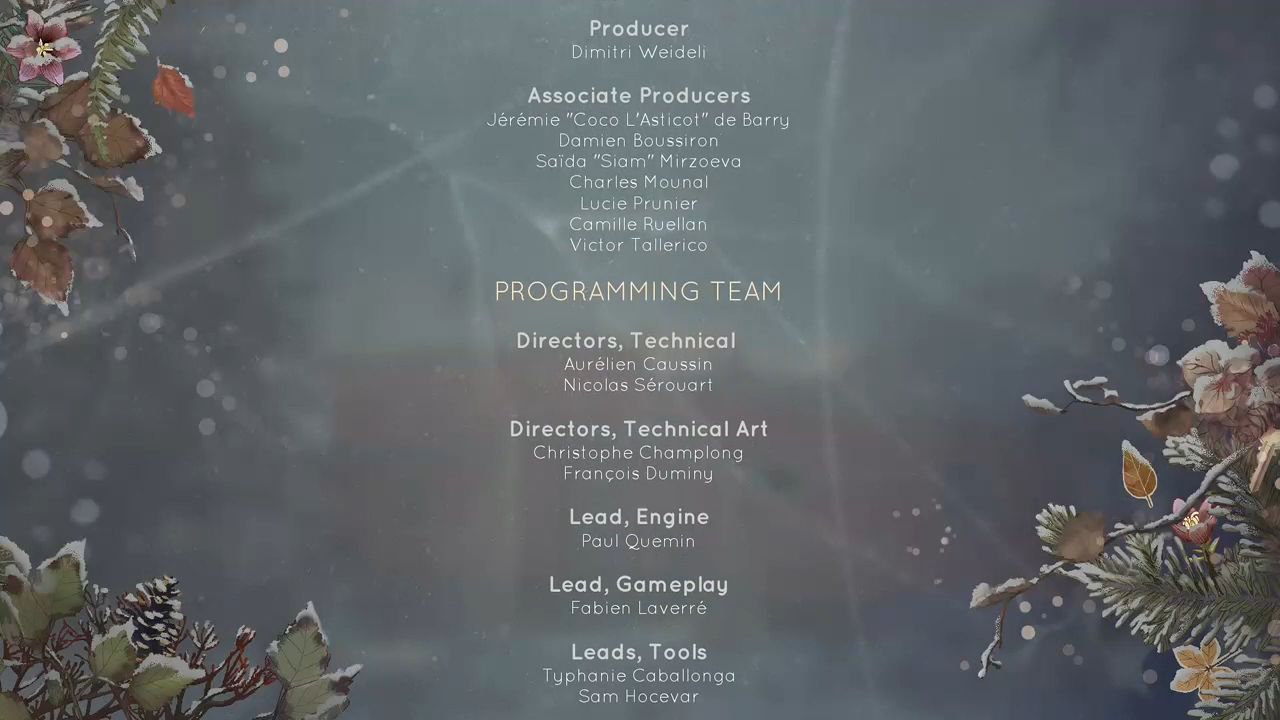 Producer
Dimitri Weideli
Associate Producers
Jérémie "Coco L'Asticot" de Barry
Damien Boussiron
Saïda "Siam" Mirzoeva
Charles Mounal
Lucie Prunier
Camille Ruellan
Victor Tallerico
PROGRAMMING TEAM
Directors, Technical
Aurélien Caussin
Nicolas Sérouart
Directors, Technical Art
Christophe Champlong
François Duminy
Lead, Engine
Paul Quemin
Lead, Gameplay
Fabien Laverré
Leads, Tools
Typhanie Caballonga
Sam Hocevar